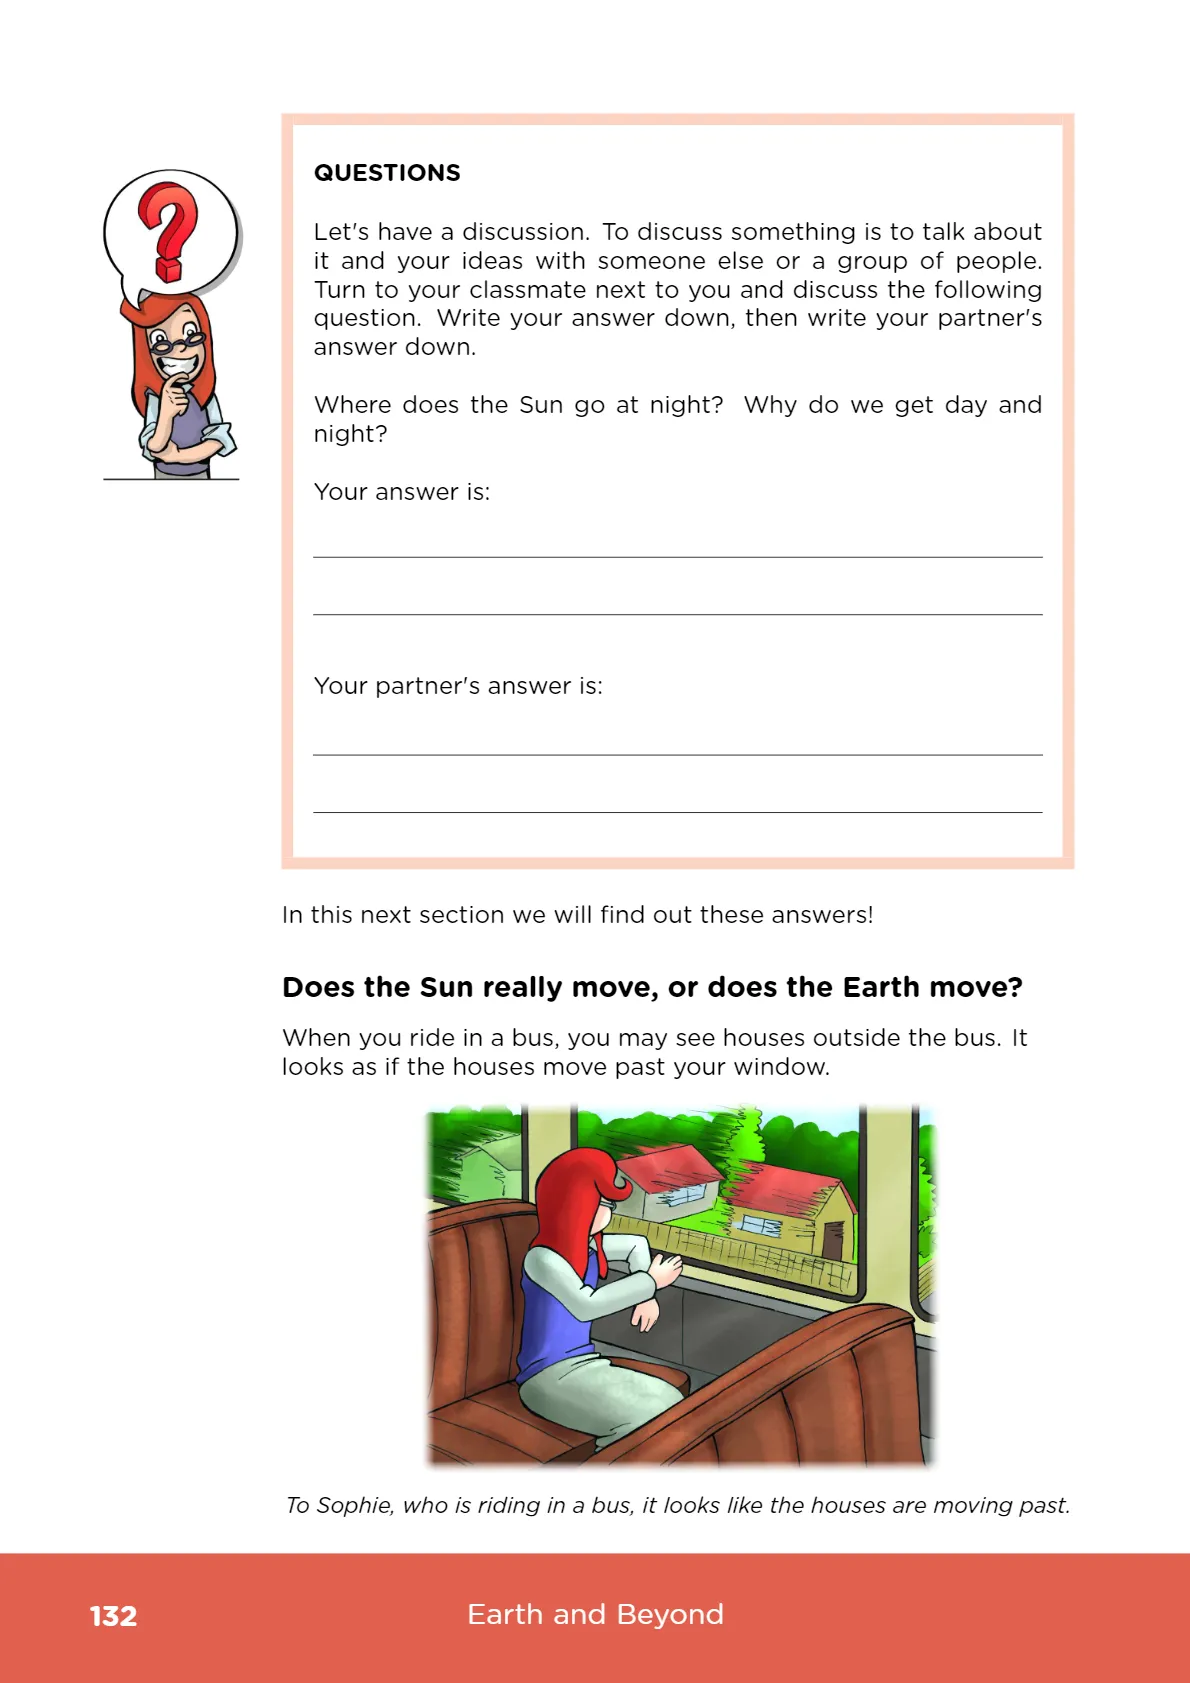 QUESTIONS
Let's have a discussion. To discuss something is to talk about
it and your ideas with someone else or a group of people.
Turn to your classmate next to you and discuss the following
question. Write your answer down, then write your partner's
answer down.
Where does the Sun go at night? Why do we get day and
night?
Your answer is:
Your partner's answer is:
In this next section we will find out these answers!
Does the Sun really move, or does the Earth move?
When you ride in a bus, you may see houses outside the bus. It
looks as if the houses move past your window.
To Sophie, who is riding in a bus, it looks like the houses are moving past.
132
Earth and Beyond